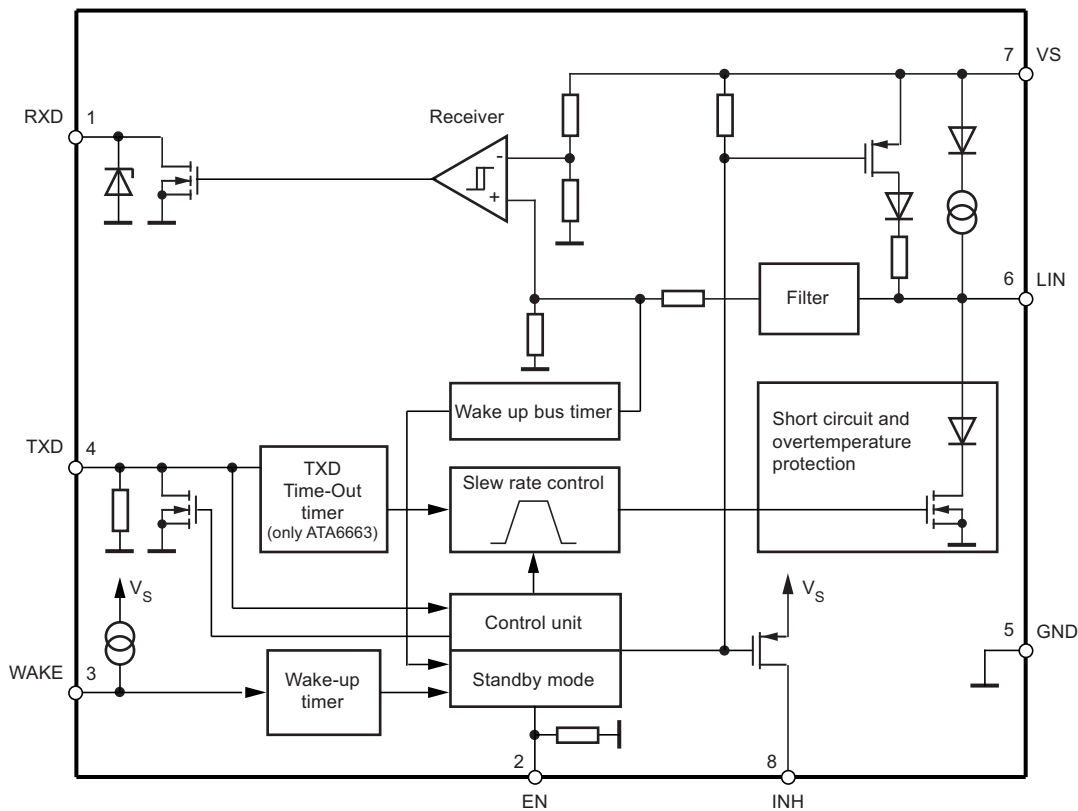 7
VS
RXD
1
Receiver
-
+
6
LIN
Filter
Wake up bus timer
Short circuit and
overtemperature
protection
TXD
4
TXD
Time-Out
timer
(only ATA6663)
Slew rate control
VS
VS
Control unit
5
GND
WAKE
3
Wake-up
timer
Standby mode
2
8
EN
INH